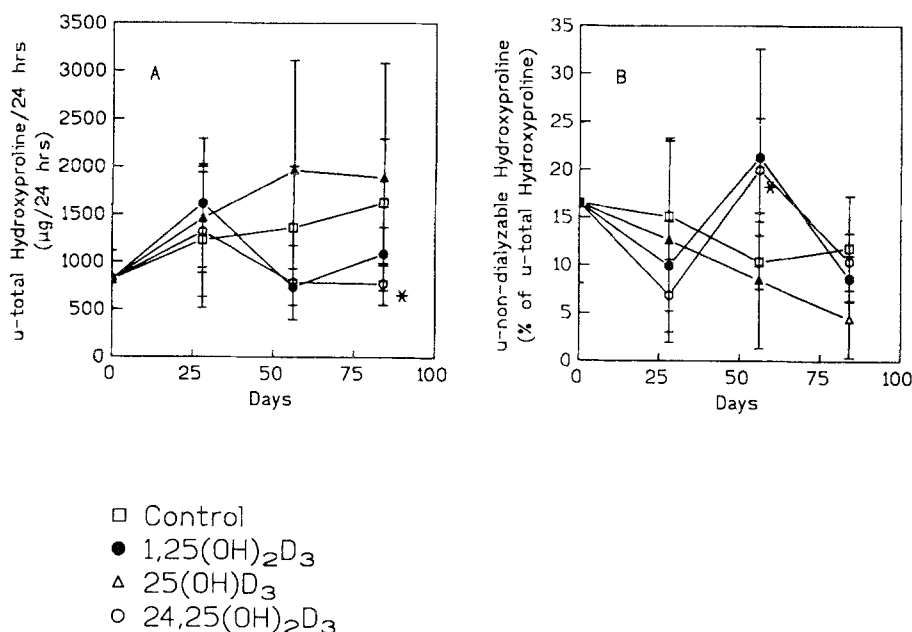 u-total Hydroxyproline/24 hrs
(µg/24 hrs)
3500
3000
2500
2000
1500
1000
500
0
A
*
0
25
50
75
100
Days
u-non-dialyzable Hydroxyproline
(% of u-total Hydroxyproline)
35
30
25
20
15
10
5
0
B
*
0
25
50
75
100
Days
□ Control
● 1,25(OH)₂D₃
△ 25(OH)D₃
○ 24,25(OH)₂D₃